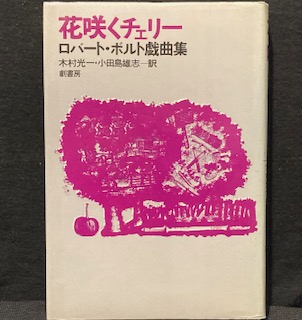 花咲くチェリー
ロバート・ボルト戯曲集
木村光一・小田島雄志—訳
劇書房